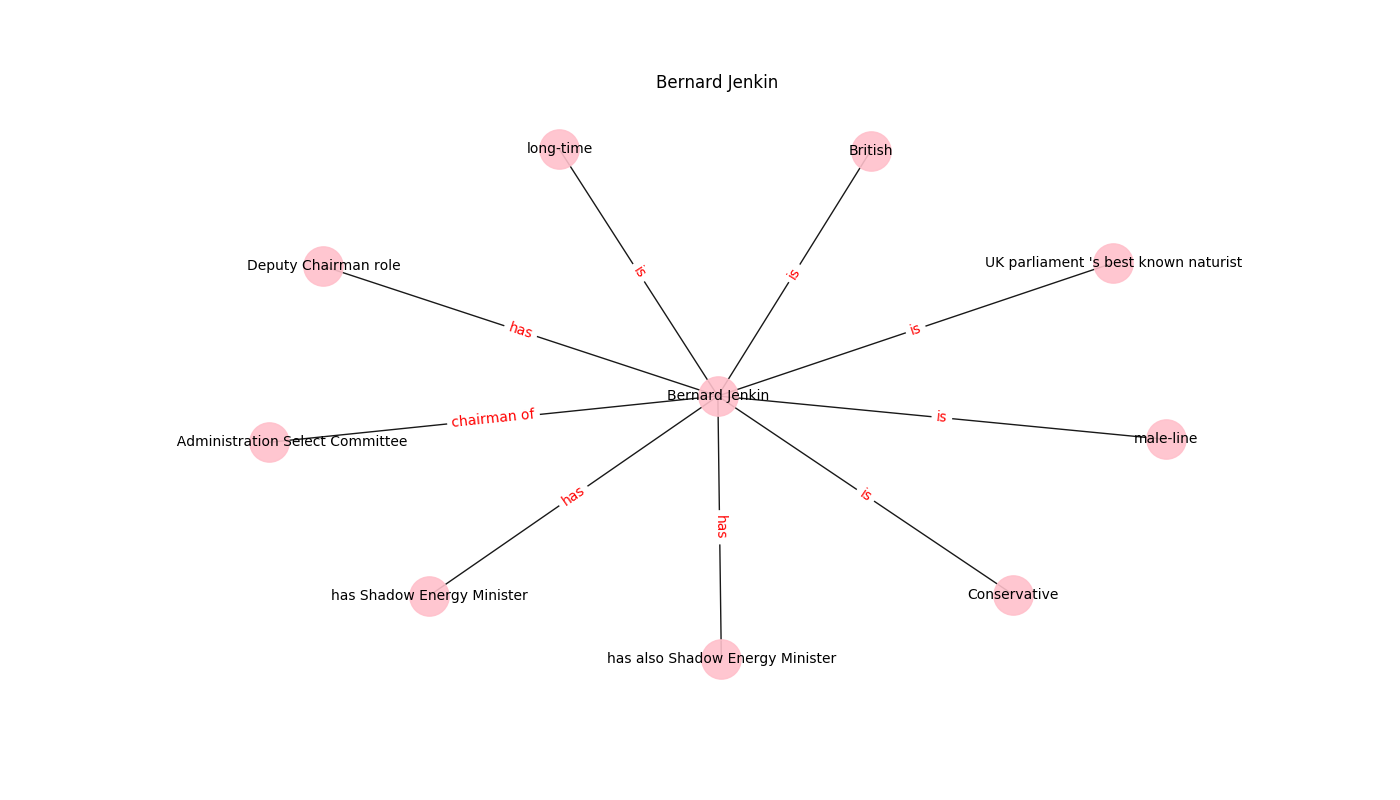 Bernard Jenkin
long-time
British
Deputy Chairman role
UK parliament 's best known naturist
is
is
has
is
Bernard Jenkin
chairman of
is
Administration Select Committee
male-line
has
is
has
has Shadow Energy Minister
Conservative
has also Shadow Energy Minister